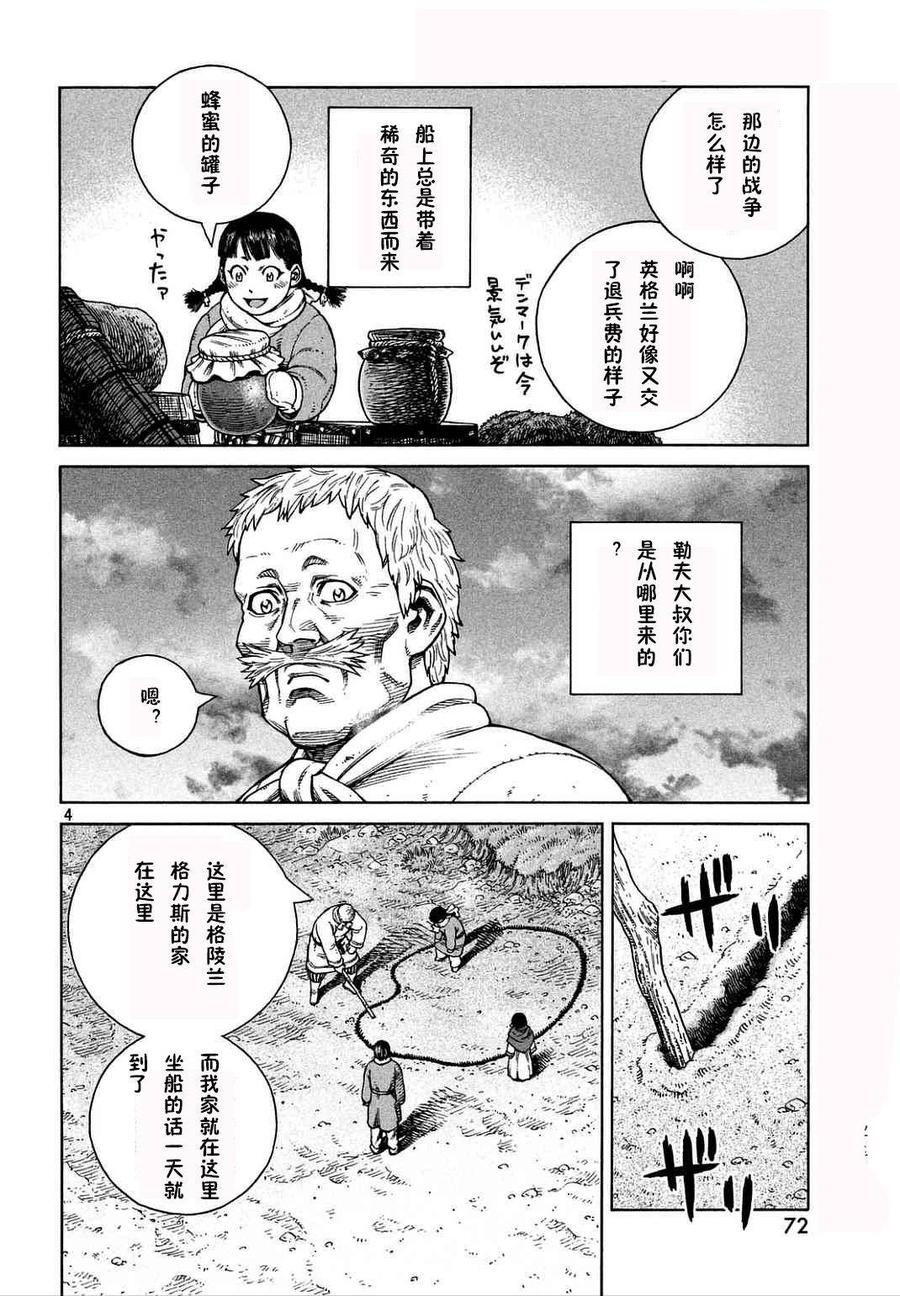 那边的战争
怎么样了
啊啊
英格兰好像又交
了退兵费的样子
デンマークは今
景気いいぞ
船上总是带着
稀奇的东西而来
蜂蜜的罐子
やったァ
勒夫大叔你们
是从哪里来的
?
嗯?
4
ザザ
ザザ
这里是格陵兰
格力斯的家
在这里
而我家就在这里
坐船的话一天就
到了
72